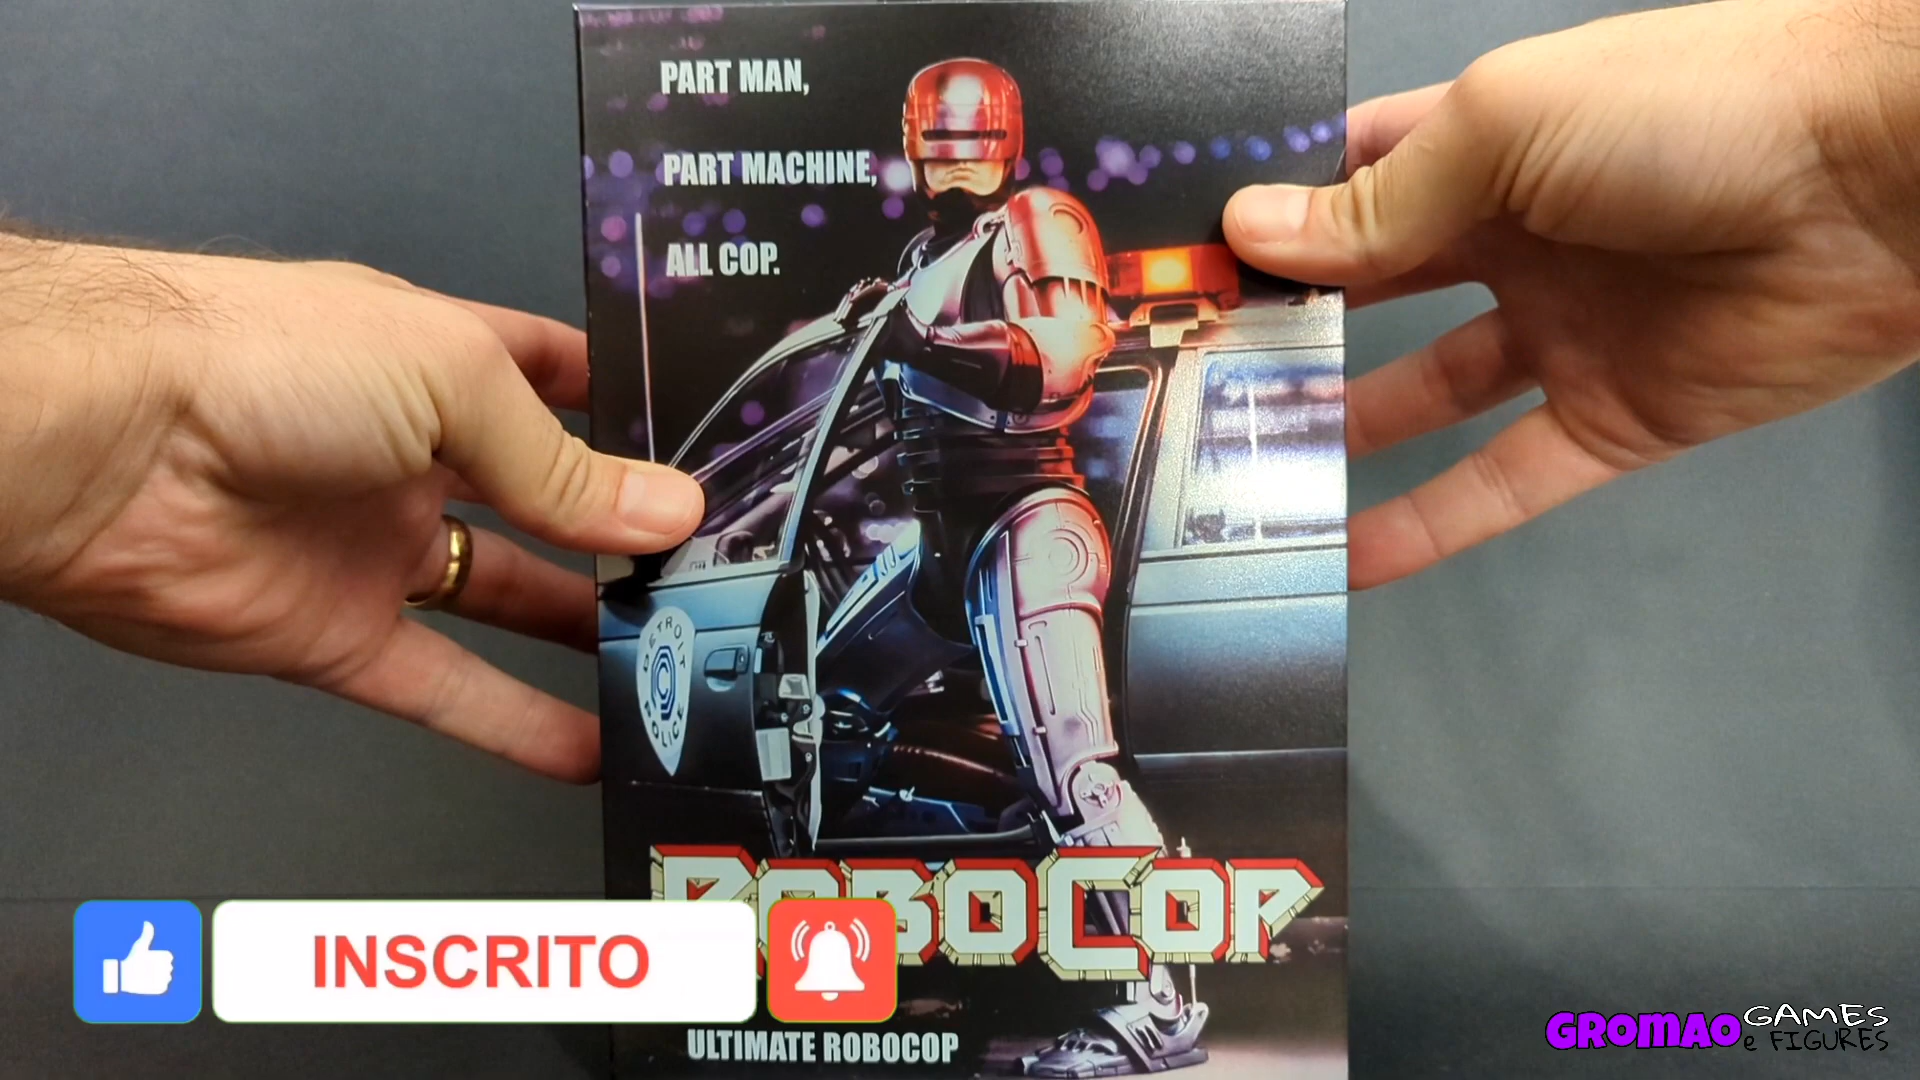 PART MAN,
PART MACHINE,
ALL COP.
DETROIT
POLICE
ROBOCOP
INSCRITO
ULTIMATE ROBOCOP
GROMAO GAMES
e FIGURES